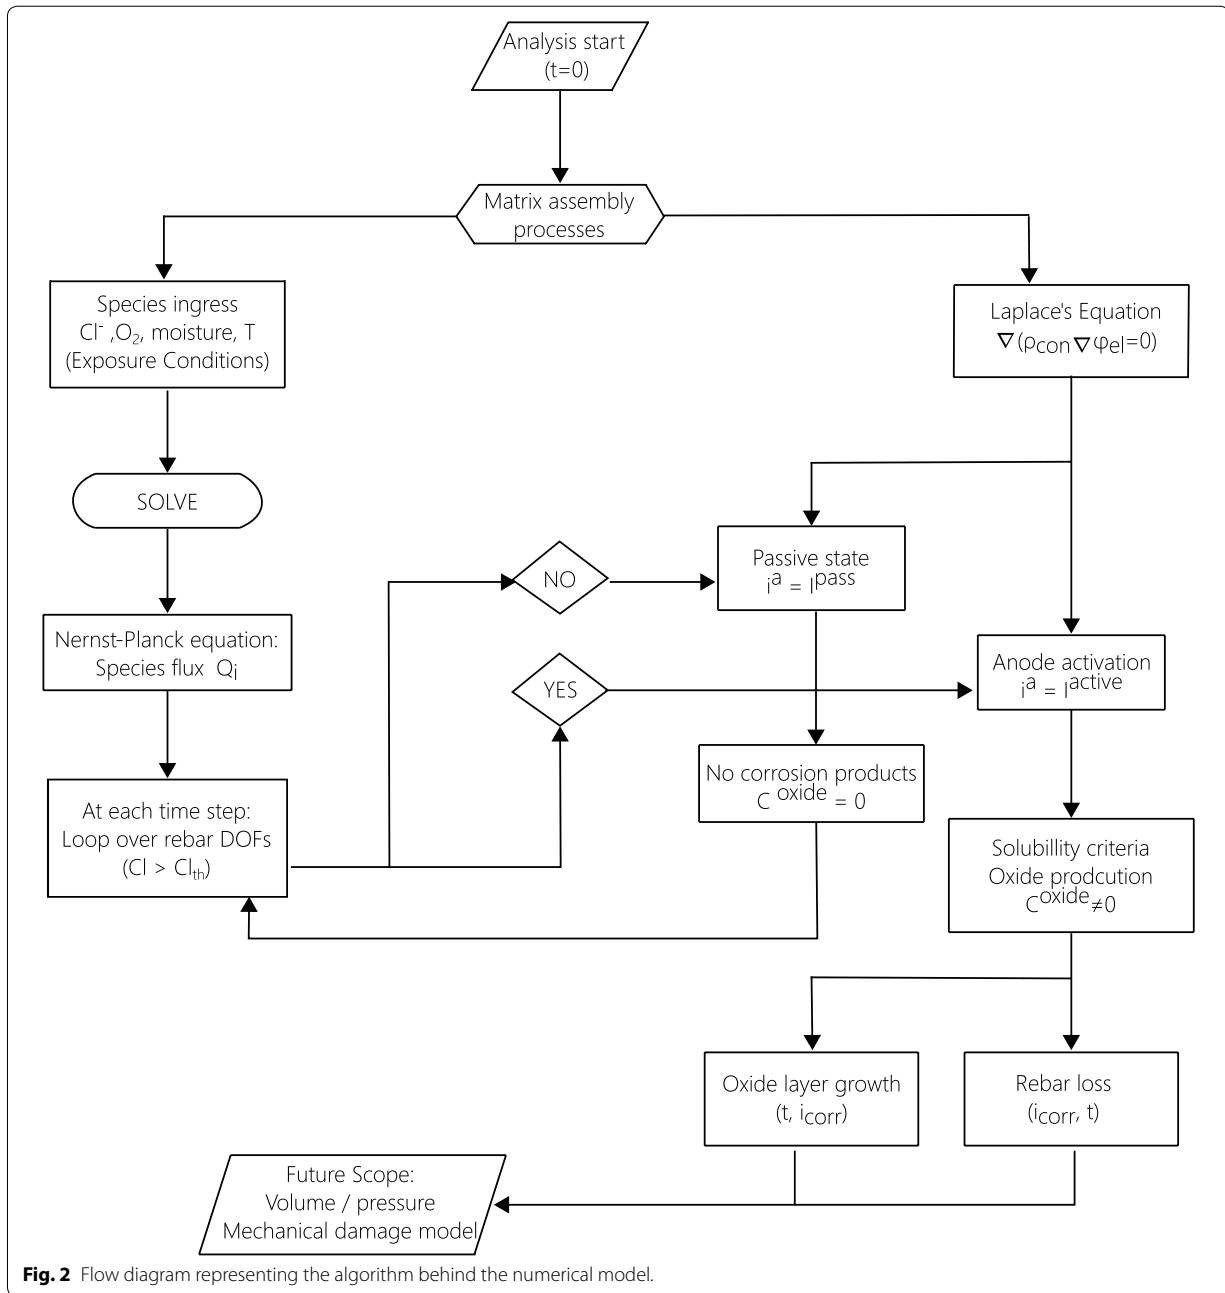 Analysis start
(t=0)
Matrix assembly
processes
Species ingress
Cl⁻ ,O₂, moisture, T
(Exposure Conditions)
Laplace's Equation
∇(ρcon∇φel=0)
SOLVE
NO
Passive state
iᵃ = Iᵖᵃˢˢ
Nernst-Planck equation:
Species flux Qi
YES
Anode activation
iᵃ = Iᵃᶜᵗⁱᵛᵉ
No corrosion products
C oxide = 0
At each time step:
Loop over rebar DOFs
(Cl > Clth)
Solubillity criteria
Oxide prodcution
Coxide≠0
Oxide layer growth
(t, icorr)
Rebar loss
(icorr, t)
Future Scope:
Volume / pressure
Mechanical damage model
Fig. 2 Flow diagram representing the algorithm behind the numerical model.